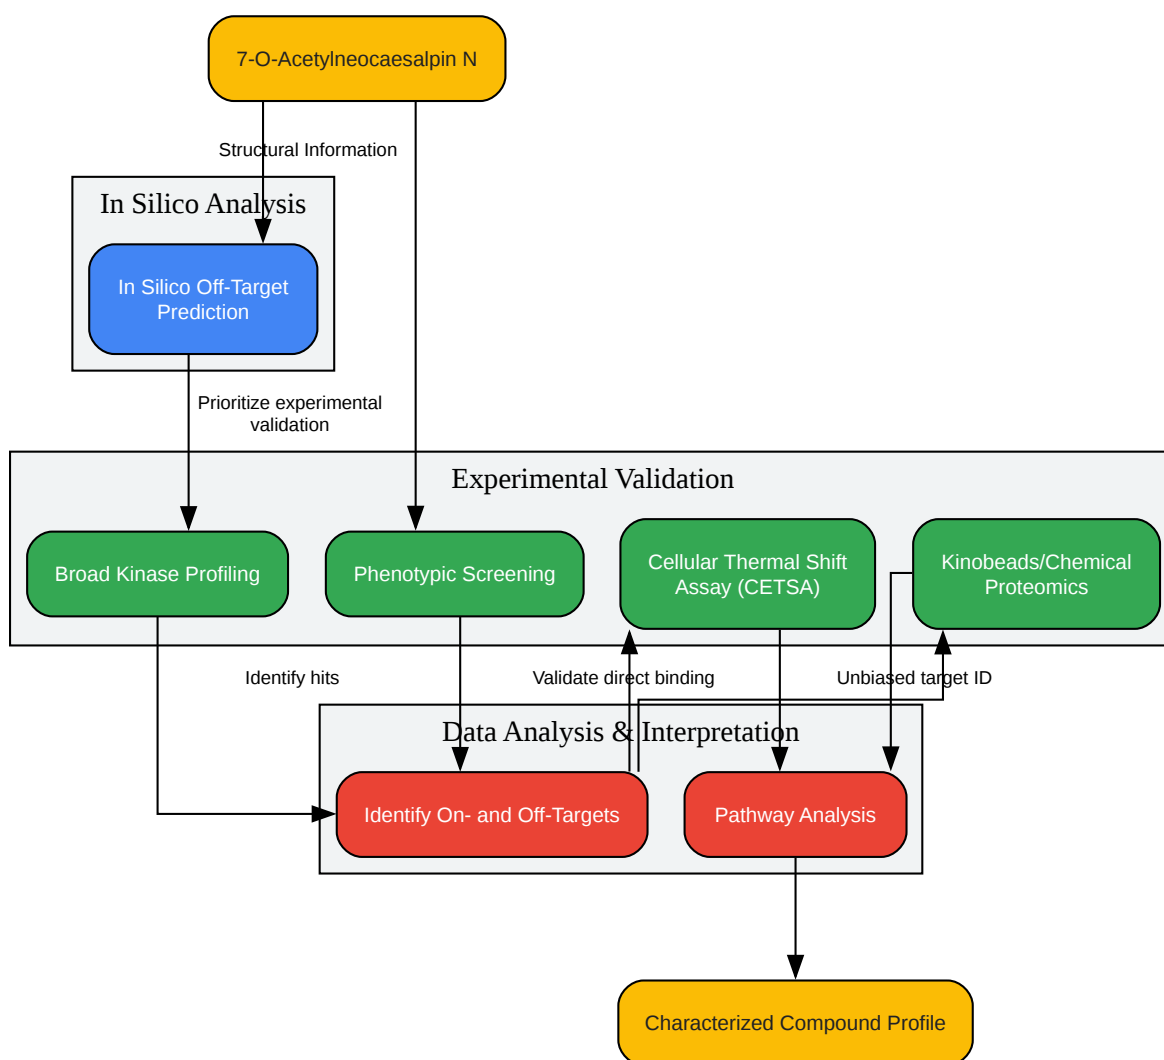 7-O-Acetylneocaesalpin N
Structural Information
In Silico Analysis
In Silico Off-Target
Prediction
Prioritize experimental
validation
Experimental Validation
Broad Kinase Profiling
Phenotypic Screening
Cellular Thermal Shift
Assay (CETSA)
Kinobeads/Chemical
Proteomics
Identify hits
Validate direct binding
Unbiased target ID
Data Analysis & Interpretation
Identify On- and Off-Targets
Pathway Analysis
Characterized Compound Profile